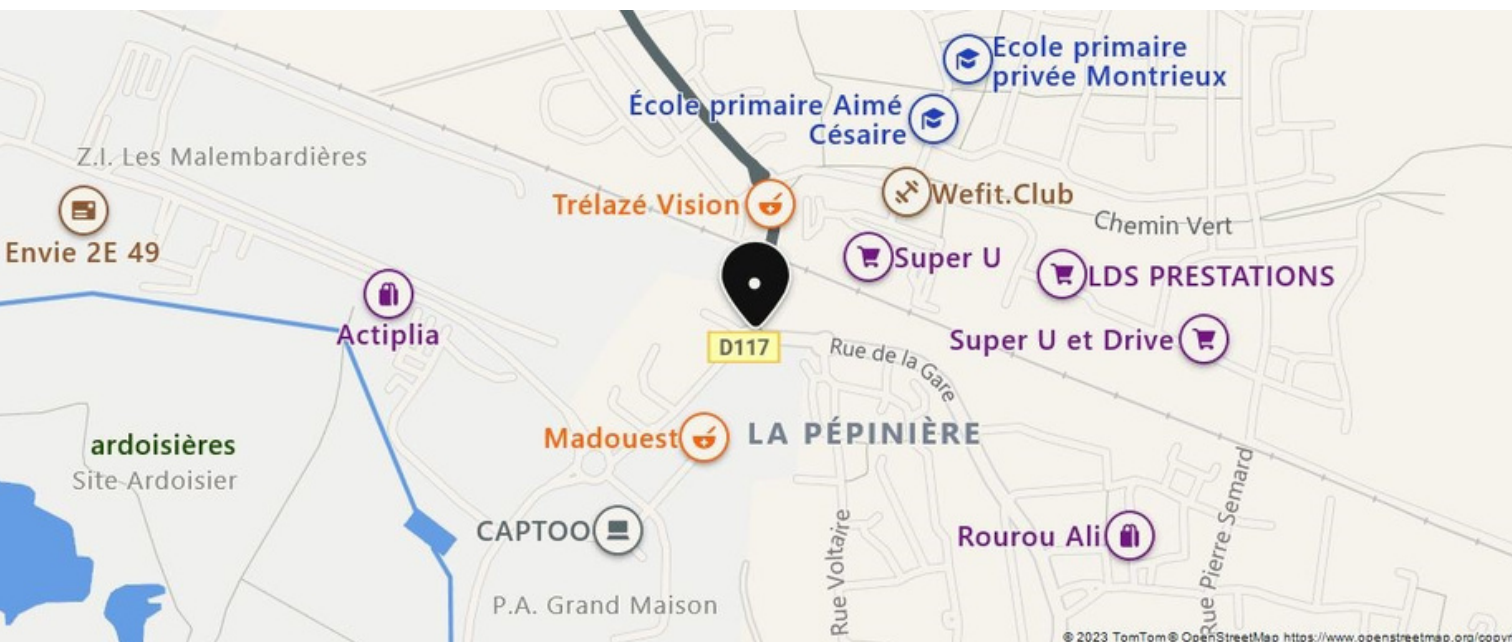 Ecole primaire
privée Montrieux
École primaire Aimé
Césaire
Z.I. Les Malembardières
Trélazé Vision
Wefit.Club
Chemin Vert
Envie 2E 49
Super U
LDS PRESTATIONS
Actiplia
D117
Rue de la Gare
Super U et Drive
ardoisières
Site Ardoisier
Madouest
LA PÉPINIÈRE
CAPTOO
Rue Voltaire
Rourou Ali
Rue Pierre Semard
P.A. Grand Maison
© 2023 TomTom © OpenStreetMap https://www.openstreetmap.org/copyr